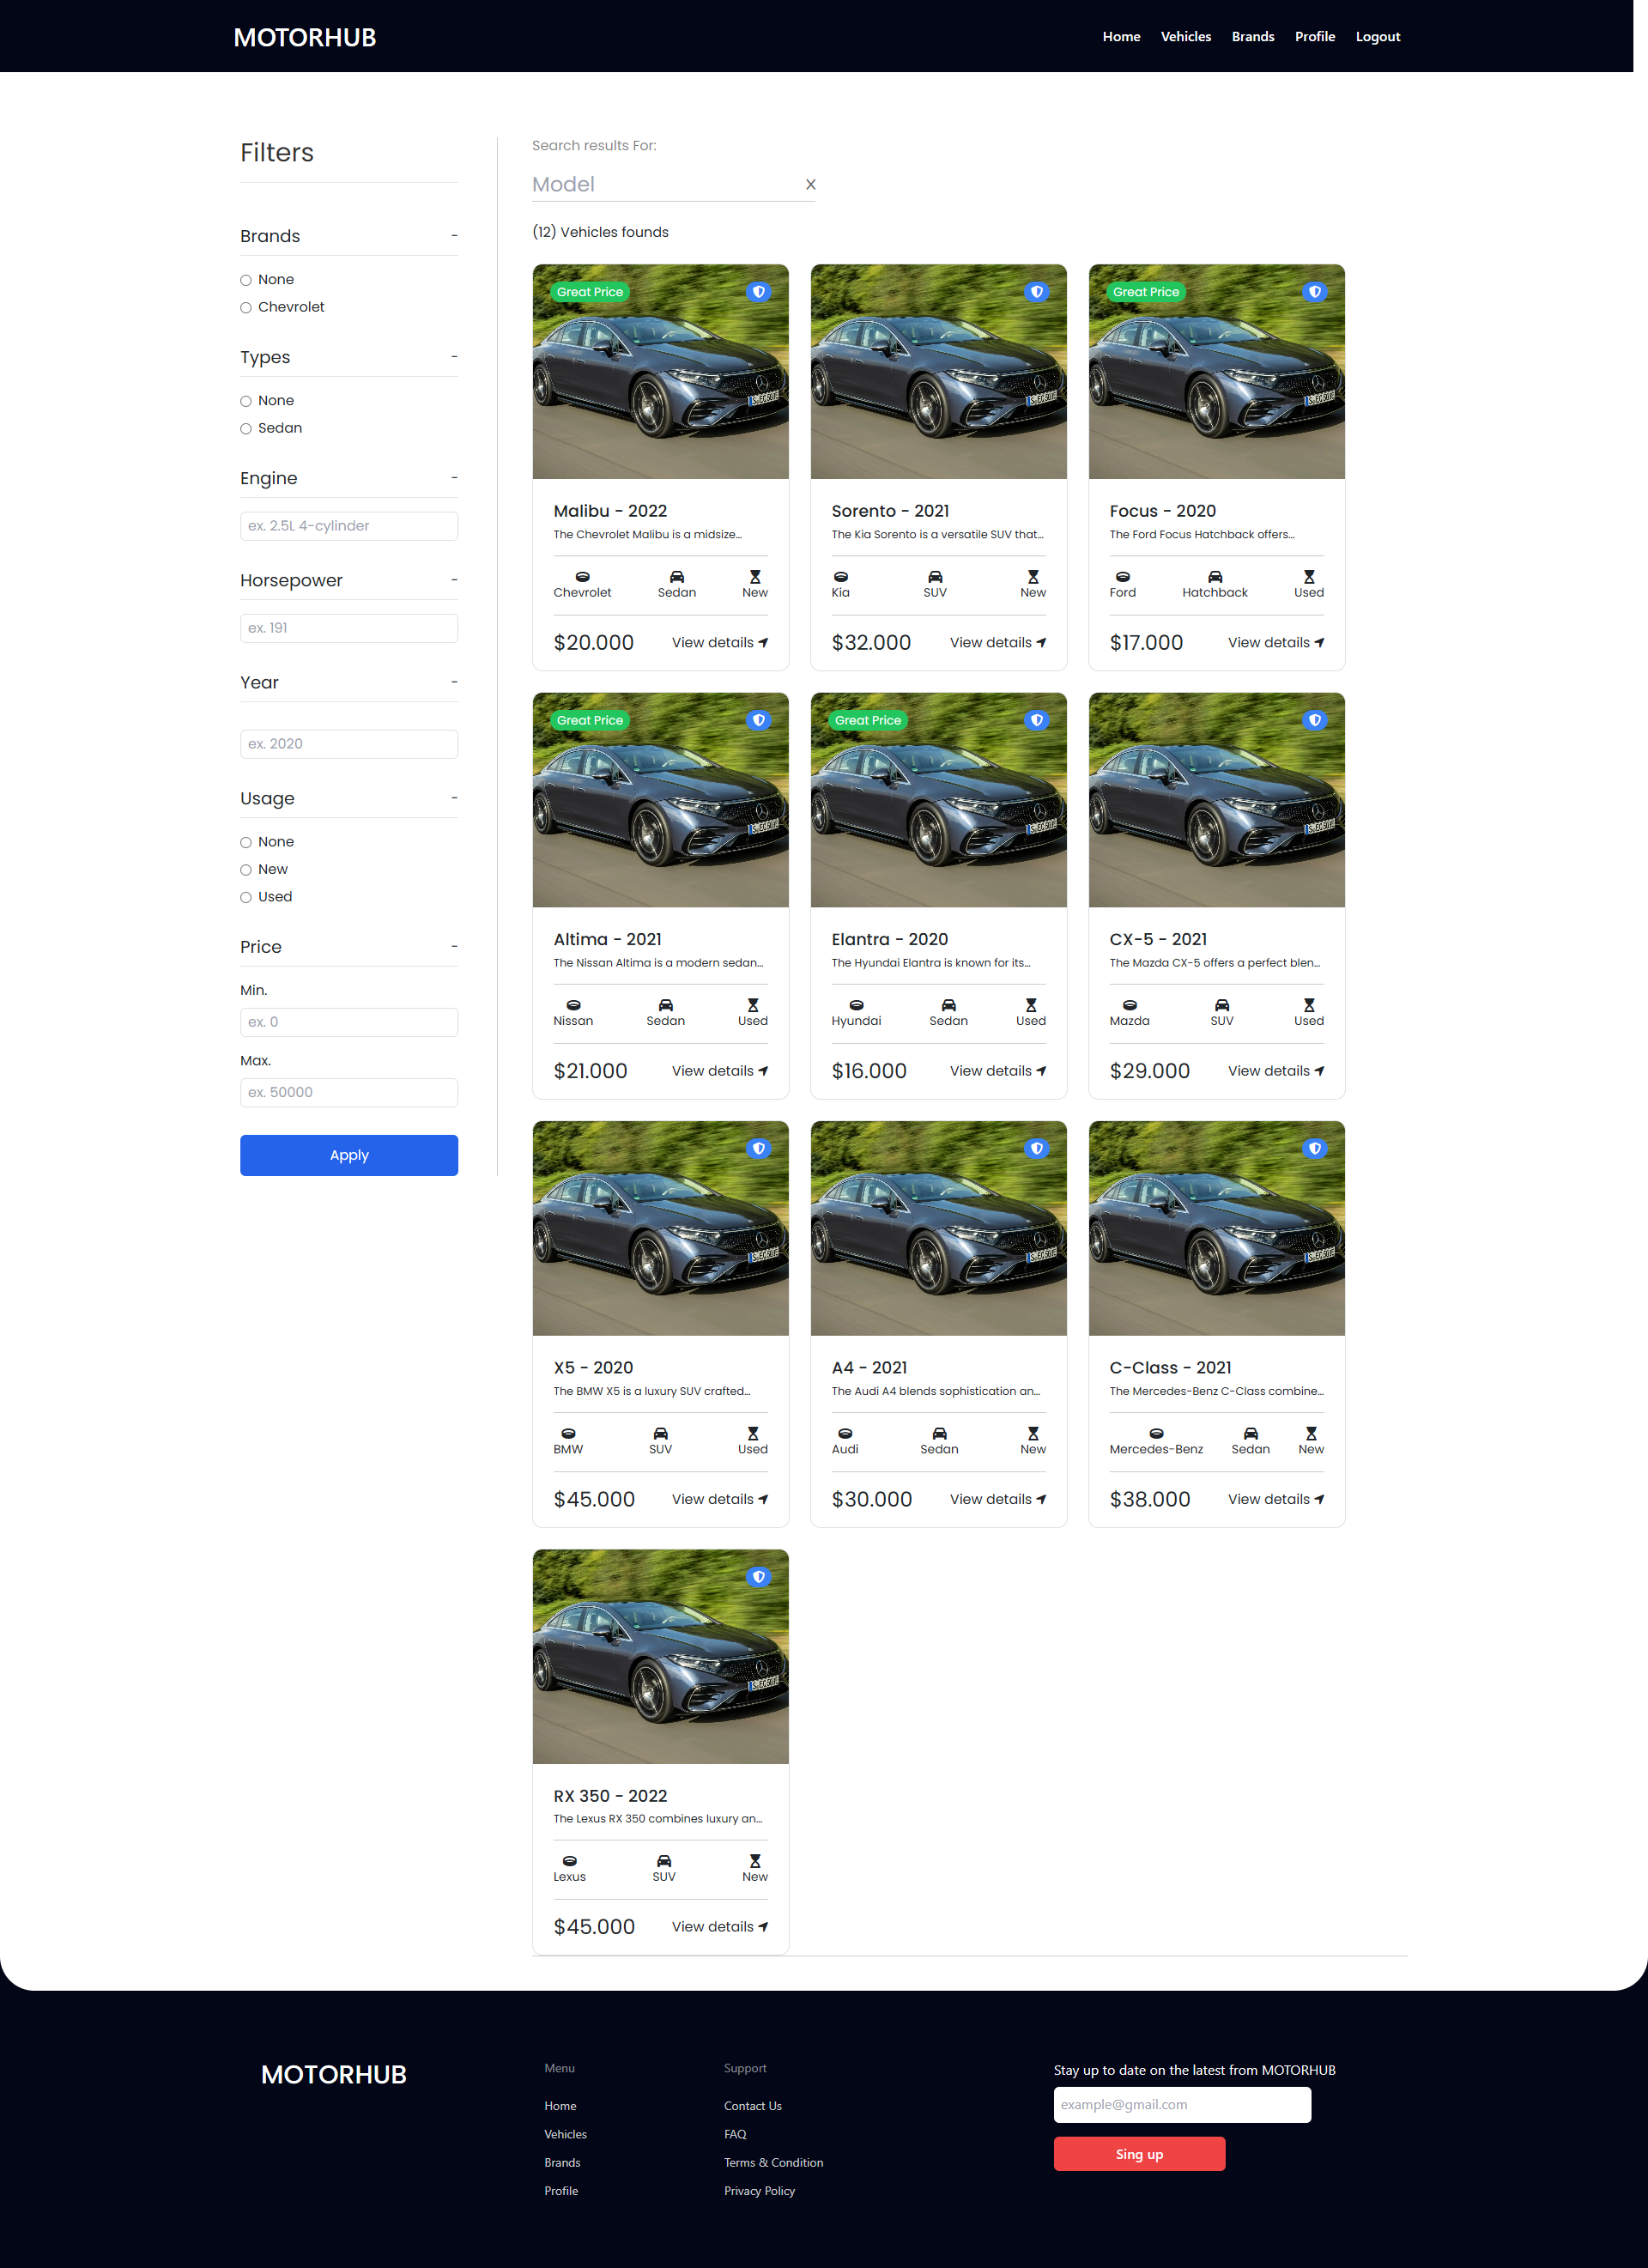 MOTORHUB
Home Vehicles Brands Profile Logout
Filters
Brands -
None
Chevrolet
Types -
None
Sedan
Engine -
ex. 2.5L 4-cylinder
Horsepower -
ex. 191
Year -
ex. 2020
Usage -
None
New
Used
Price -
Min.
ex. 0
Max.
ex. 50000
Apply
Search results For:
Model X
(12) Vehicles founds
Great Price
Malibu - 2022
The Chevrolet Malibu is a midsize...
Chevrolet Sedan New
$20.000 View details
Sorento - 2021
The Kia Sorento is a versatile SUV that...
Kia SUV New
$32.000 View details
Great Price
Focus - 2020
The Ford Focus Hatchback offers...
Ford Hatchback Used
$17.000 View details
Great Price
Altima - 2021
The Nissan Altima is a modern sedan...
Nissan Sedan Used
$21.000 View details
Great Price
Elantra - 2020
The Hyundai Elantra is known for its...
Hyundai Sedan Used
$16.000 View details
CX-5 - 2021
The Mazda CX-5 offers a perfect blen...
Mazda SUV Used
$29.000 View details
X5 - 2020
The BMW X5 is a luxury SUV crafted...
BMW SUV Used
$45.000 View details
A4 - 2021
The Audi A4 blends sophistication an...
Audi Sedan New
$30.000 View details
C-Class - 2021
The Mercedes-Benz C-Class combine...
Mercedes-Benz Sedan New
$38.000 View details
RX 350 - 2022
The Lexus RX 350 combines luxury an...
Lexus SUV New
$45.000 View details
MOTORHUB
Menu
Home
Vehicles
Brands
Profile
Support
Contact Us
FAQ
Terms & Condition
Privacy Policy
Stay up to date on the latest from MOTORHUB
example@gmail.com
Sing up